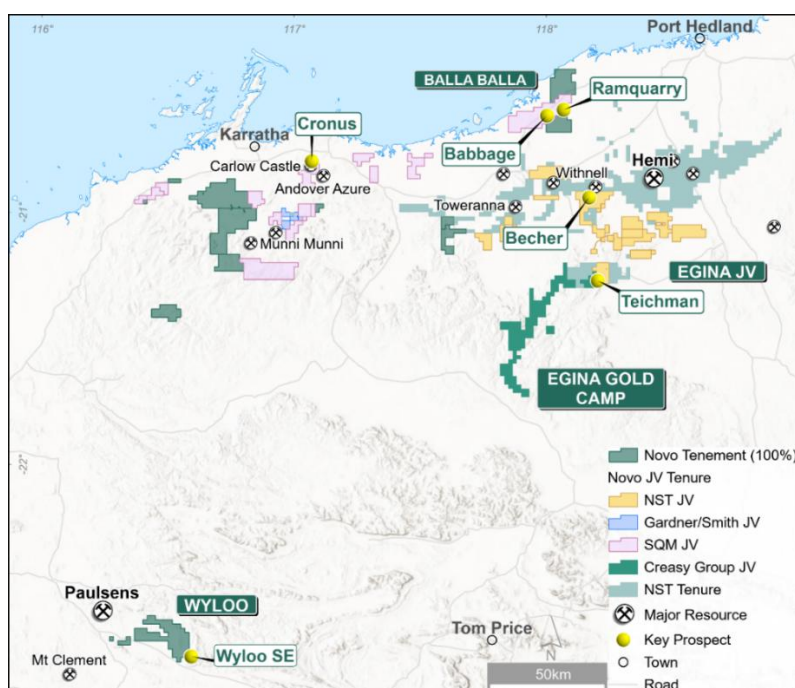 116°
117°
118°
Port Hedland
BALLA BALLA
Ramquarry
Cronus
Karratha
Babbage
Carlow Castle
Withnell
Hemi
Andover Azure
-21°
Towerana
Becher
Munni Munni
EGINA JV
Teichman
EGINA GOLD
CAMP
-22°
Novo Tenement (100%)
Novo JV Tenure
NST JV
Gardner/Smith JV
SQM JV
Creasy Group JV
NST Tenure
Major Resource
Key Prospect
Town
Road
Paulsens
WYLOO
Tom Price
N
Mt Clement
Wyloo SE
50km